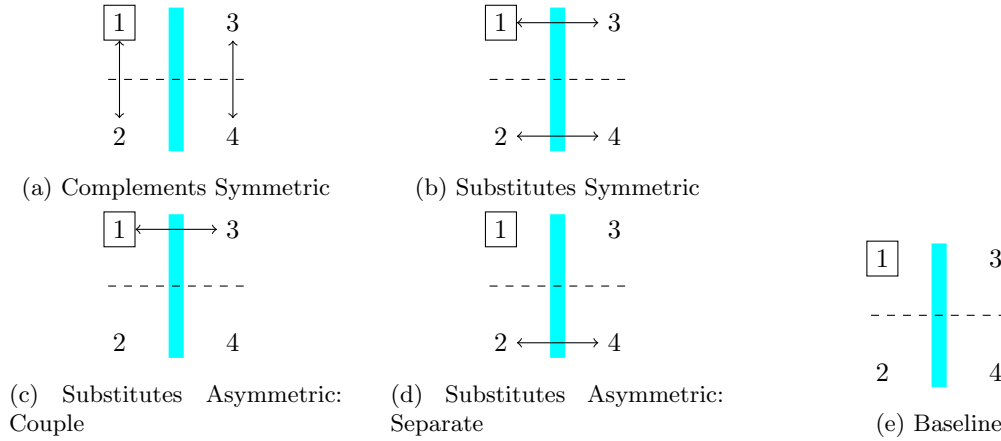 1 3
2 4
(a) Complements Symmetric
1 3
2 4
(b) Substitutes Symmetric
1 3
2 4
(c) Substitutes Asymmetric:
Couple
1 3
2 4
(d) Substitutes Asymmetric:
Separate
1 3
2 4
(e) Baseline